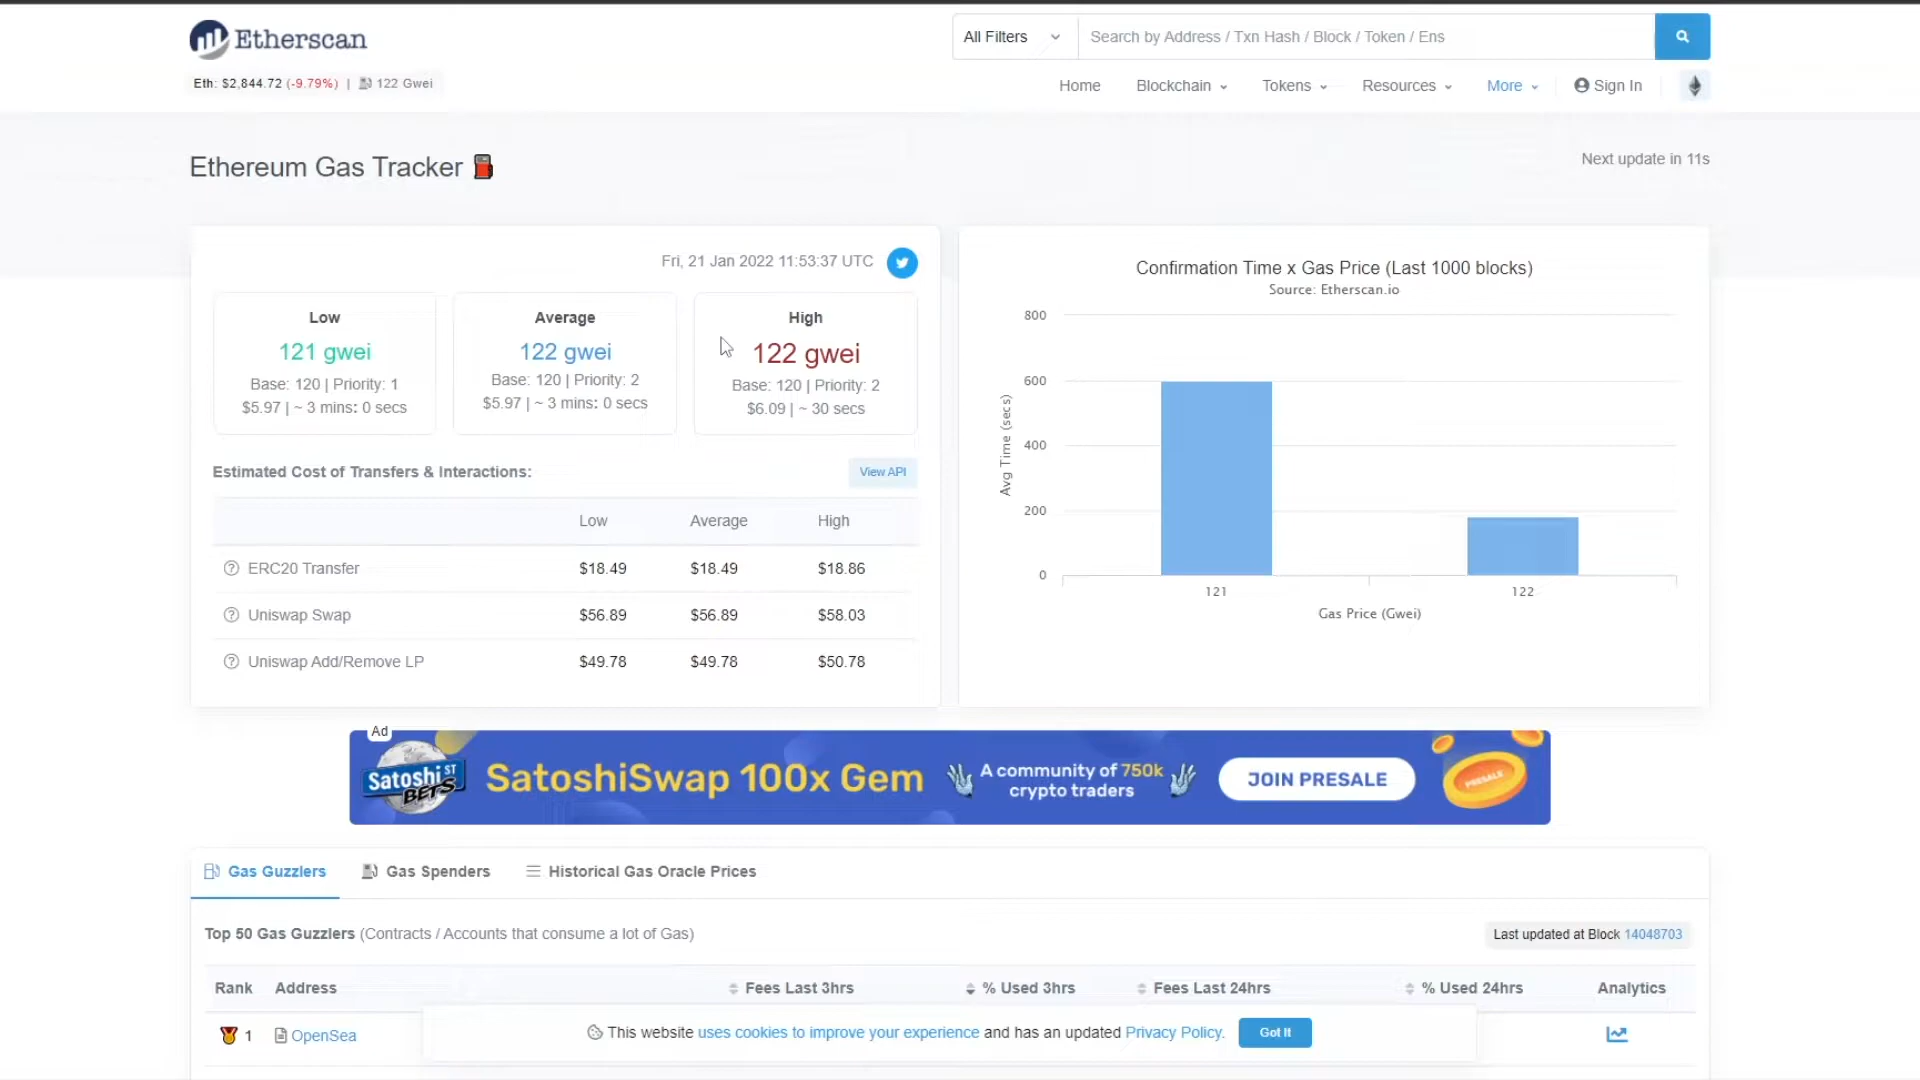 Etherscan
All Filters
Search by Address / Txn Hash / Block / Token / Ens
Eth: $2,844.72 (-9.79%) | 122 Gwei
Home Blockchain Tokens Resources More Sign In
Ethereum Gas Tracker
Next update in 11s
Fri, 21 Jan 2022 11:53:37 UTC
Low
121 gwei
Base: 120 | Priority: 1
$5.97 | ~ 3 mins: 0 secs
Average
122 gwei
Base: 120 | Priority: 2
$5.97 | ~ 3 mins: 0 secs
High
122 gwei
Base: 120 | Priority: 2
$6.09 | ~ 30 secs
Estimated Cost of Transfers & Interactions:
View API
Low Average High
ERC20 Transfer $18.49 $18.49 $18.86
Uniswap Swap $56.89 $56.89 $58.03
Uniswap Add/Remove LP $49.78 $49.78 $50.78
Confirmation Time x Gas Price (Last 1000 blocks)
Source: Etherscan.io
Avg Time (secs)
800
600
400
200
0
121 122
Gas Price (Gwei)
Ad
Satoshi ST
BETS
SatoshiSwap 100x Gem
A community of 750k
crypto traders
JOIN PRESALE
PRESALE
Gas Guzzlers Gas Spenders Historical Gas Oracle Prices
Top 50 Gas Guzzlers (Contracts / Accounts that consume a lot of Gas)
Last updated at Block 14048703
Rank Address Fees Last 3hrs % Used 3hrs Fees Last 24hrs % Used 24hrs Analytics
1 OpenSea
This website uses cookies to improve your experience and has an updated Privacy Policy.
Got It